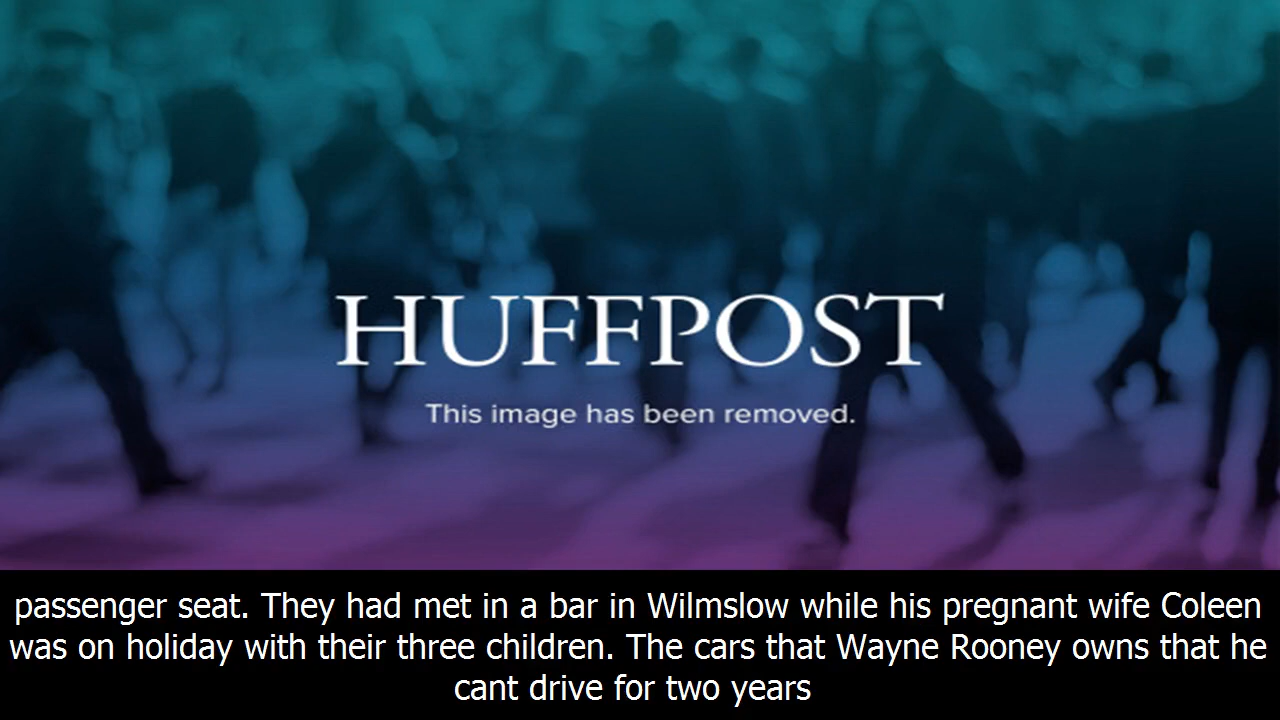 HUFFPOST
This image has been removed.
passenger seat. They had met in a bar in Wilmslow while his pregnant wife Coleen
was on holiday with their three children. The cars that Wayne Rooney owns that he
cant drive for two years